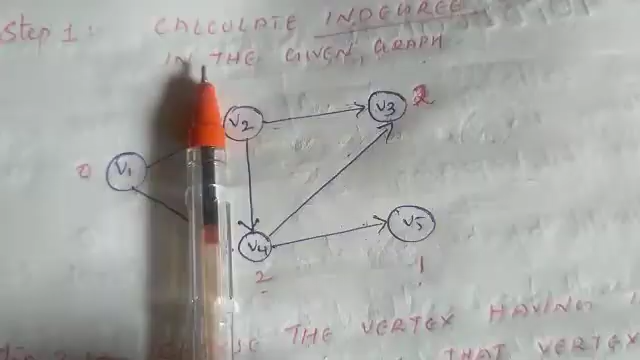 Step 1: CALCULATE INDEGREE
IN THE GIVEN GRAPH
V2
V3 2
0 V1
V4
V5
2
1
THE VERTEX HAVING
THAT VERTEX